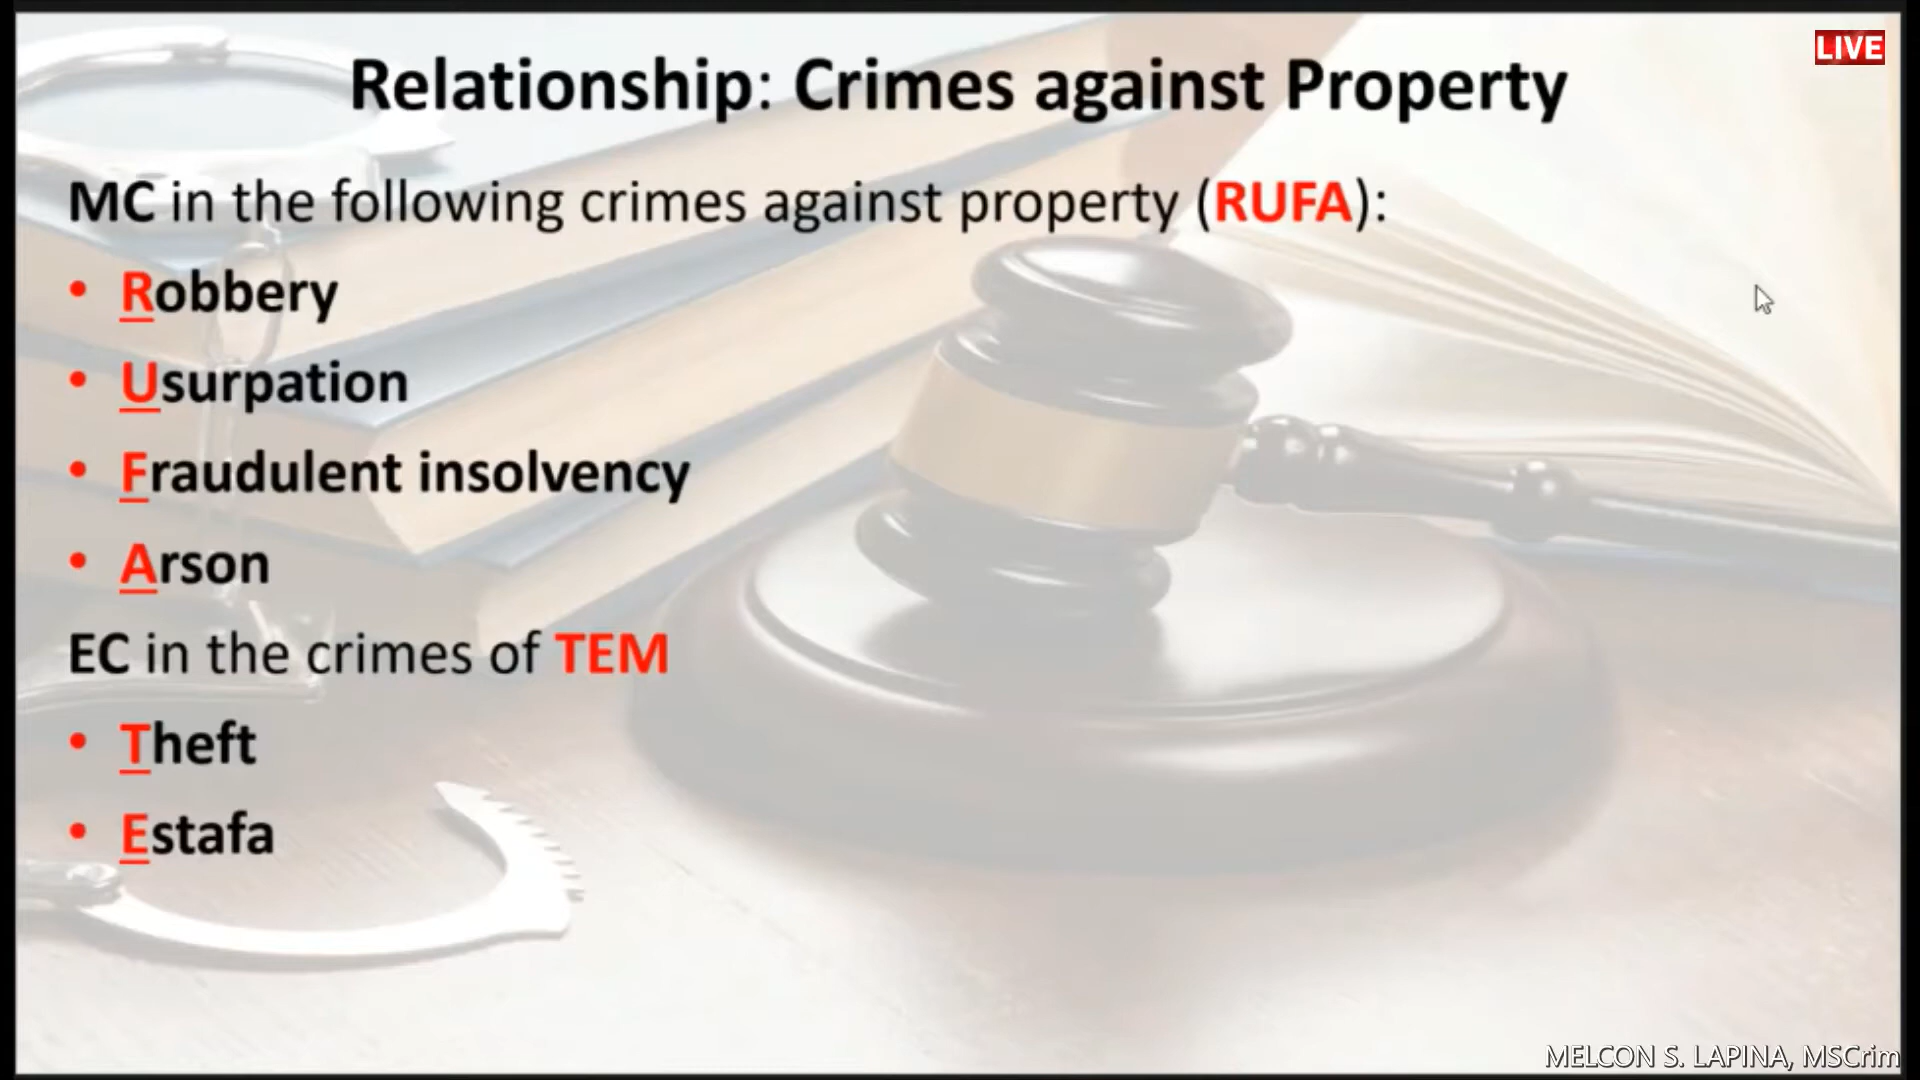 LIVE
Relationship: Crimes against Property
MC in the following crimes against property (RUFA):
• Robbery
• Usurpation
• Fraudulent insolvency
• Arson
EC in the crimes of TEM
• Theft
• Estafa
MELCON S. LAPINA, MSCrim